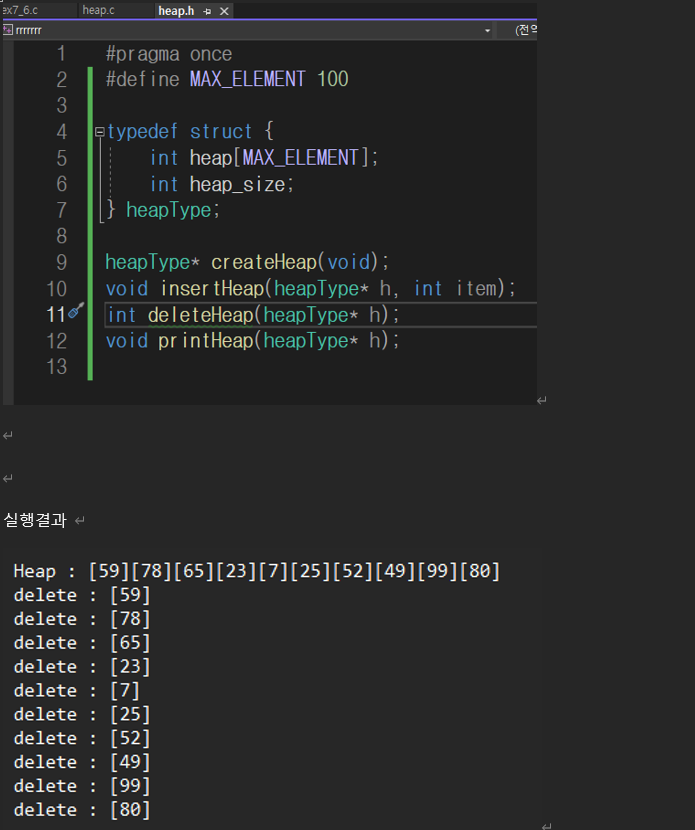 ex7_6.c heap.c heap.h
rrrrrrr (전역
1 #pragma once
2 #define MAX_ELEMENT 100
3
4 typedef struct {
5 int heap[MAX_ELEMENT];
6 int heap_size;
7 } heapType;
8
9 heapType* createHeap(void);
10 void insertHeap(heapType* h, int item);
11 int deleteHeap(heapType* h);
12 void printHeap(heapType* h);
13
실행결과
Heap : [59][78][65][23][7][25][52][49][99][80]
delete : [59]
delete : [78]
delete : [65]
delete : [23]
delete : [7]
delete : [25]
delete : [52]
delete : [49]
delete : [99]
delete : [80]